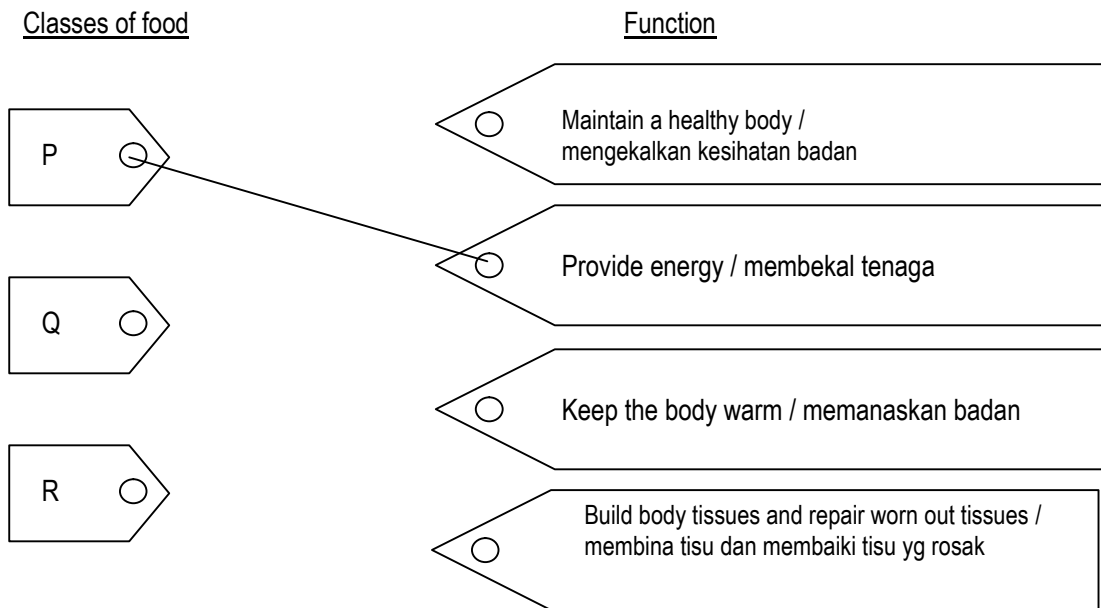 Classes of food
Function
P
Maintain a healthy body /
mengekalkan kesihatan badan
Provide energy / membekal tenaga
Q
Keep the body warm / memanaskan badan
R
Build body tissues and repair worn out tissues /
membina tisu dan membaiki tisu yg rosak